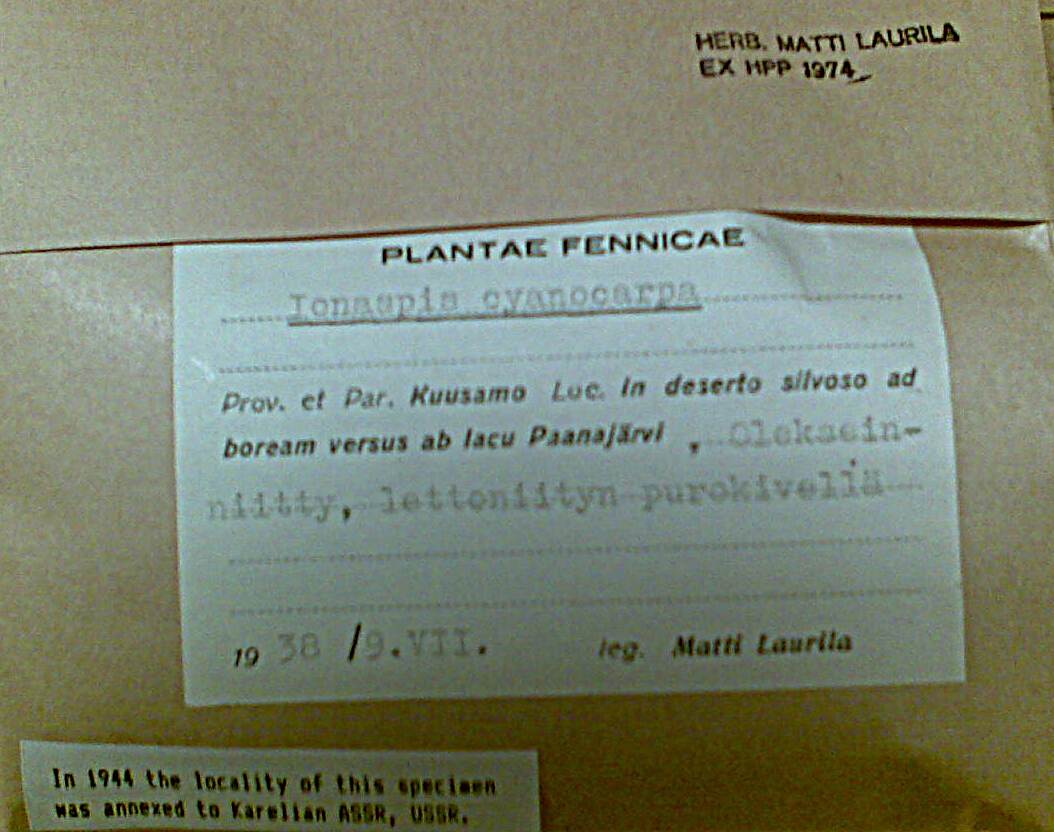 HERB. MATTI LAURILA
EX HPP 1974
PLANTAE FENNICAE
Ionaspis cyanocarpa
Prov. et Par. Kuusamo Loc. In deserto silvoso ad
boream versus ab lacu Paanajärvi , Oleksein-
niitty, lettoniityn purokivellä
19 38 /9.VII. leg. Matti Laurila
In 1944 the locality of this specimen
was annexed to Karelian ASSR, USSR.